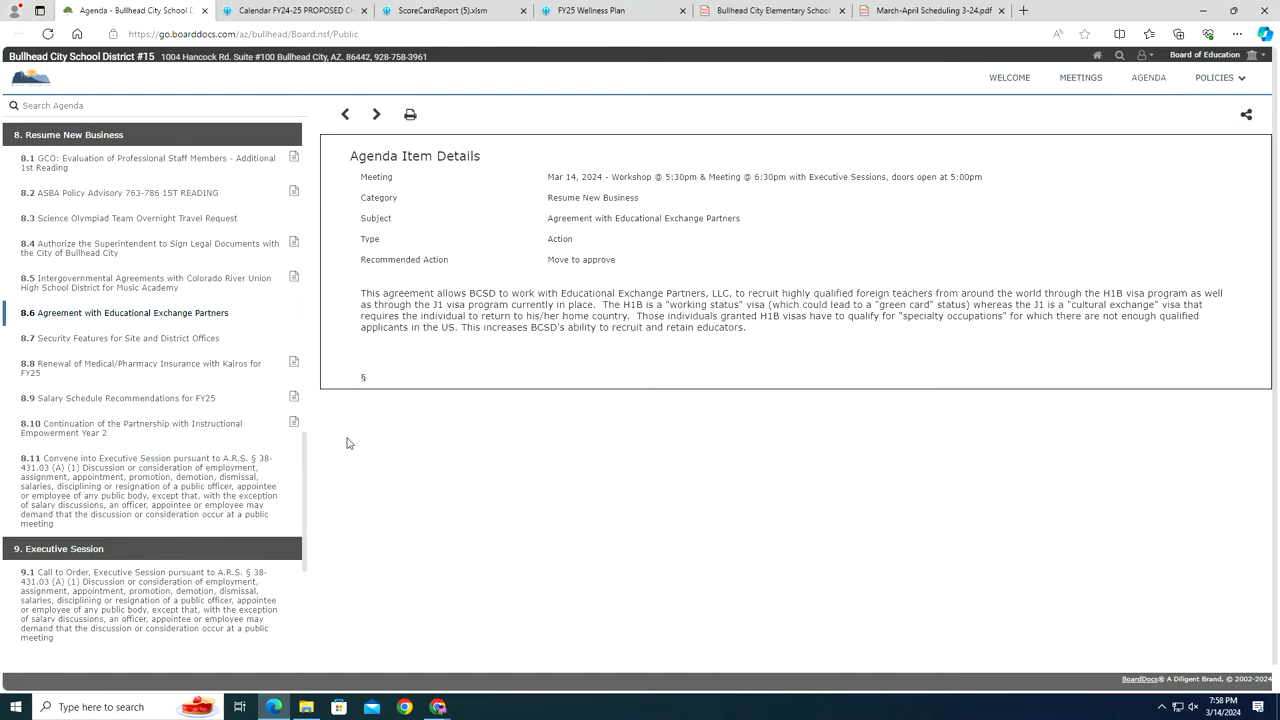 Agenda - Bullhead City School D
Calendar FY24-25 PROPOSED CH
ScoreCardReport (5).xlsm
FY25 Wellness Plan
Bullhead City Elementary School
March-April Scheduling 3-24.pdf
https://go.boarddocs.com/az/bullhead/Board.nsf/Public
Bullhead City School District #15 1004 Hancock Rd. Suite #100 Bullhead City, AZ. 86442, 928-758-3961
Board of Education
WELCOME MEETINGS AGENDA POLICIES
Search Agenda
8. Resume New Business
8.1 GCO: Evaluation of Professional Staff Members - Additional
1st Reading
8.2 ASBA Policy Advisory 763-786 1ST READING
8.3 Science Olympiad Team Overnight Travel Request
8.4 Authorize the Superintendent to Sign Legal Documents with
the City of Bullhead City
8.5 Intergovernmental Agreements with Colorado River Union
High School District for Music Academy
8.6 Agreement with Educational Exchange Partners
8.7 Security Features for Site and District Offices
8.8 Renewal of Medical/Pharmacy Insurance with Kairos for
FY25
8.9 Salary Schedule Recommendations for FY25
8.10 Continuation of the Partnership with Instructional
Empowerment Year 2
8.11 Convene into Executive Session pursuant to A.R.S. § 38-
431.03 (A) (1) Discussion or consideration of employment,
assignment, appointment, promotion, demotion, dismissal,
salaries, disciplining or resignation of a public officer, appointee
or employee of any public body, except that, with the exception
of salary discussions, an officer, appointee or employee may
demand that the discussion or consideration occur at a public
meeting
9. Executive Session
9.1 Call to Order, Executive Session pursuant to A.R.S. § 38-
431.03 (A) (1) Discussion or consideration of employment,
assignment, appointment, promotion, demotion, dismissal,
salaries, disciplining or resignation of a public officer, appointee
or employee of any public body, except that, with the exception
of salary discussions, an officer, appointee or employee may
demand that the discussion or consideration occur at a public
meeting
Agenda Item Details
Meeting Mar 14, 2024 - Workshop @ 5:30pm & Meeting @ 6:30pm with Executive Sessions, doors open at 5:00pm
Category Resume New Business
Subject Agreement with Educational Exchange Partners
Type Action
Recommended Action Move to approve
This agreement allows BCSD to work with Educational Exchange Partners, LLC, to recruit highly qualified foreign teachers from around the world through the H1B visa program as well
as through the J1 visa program currently in place. The H1B is a "working status" visa (which could lead to a "green card" status) whereas the J1 is a "cultural exchange" visa that
requires the individual to return to his/her home country. Those individuals granted H1B visas have to qualify for "specialty occupations" for which there are not enough qualified
applicants in the US. This increases BCSD's ability to recruit and retain educators.
§
BoardDocs® A Diligent Brand, © 2002-2024
Type here to search
7:58 PM
3/14/2024